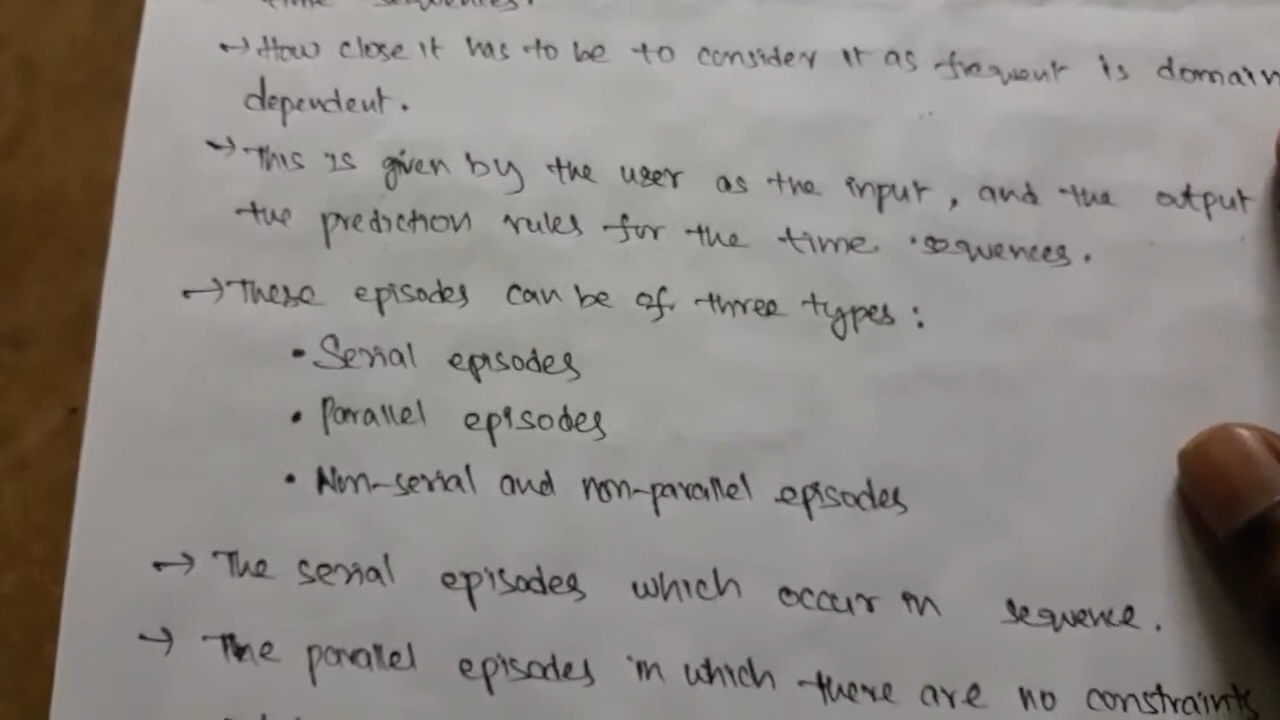 time sequences.
→ How close it has to be to consider it as frequent is domain
dependent.
→ This is given by the user as the input, and the output
the prediction rules for the time sequences.
→ These episodes can be of three types:
• Serial episodes
• Parallel episodes
• Non-serial and non-parallel episodes
→ The serial episodes which occur in sequence.
→ The parallel episodes in which there are no constraints